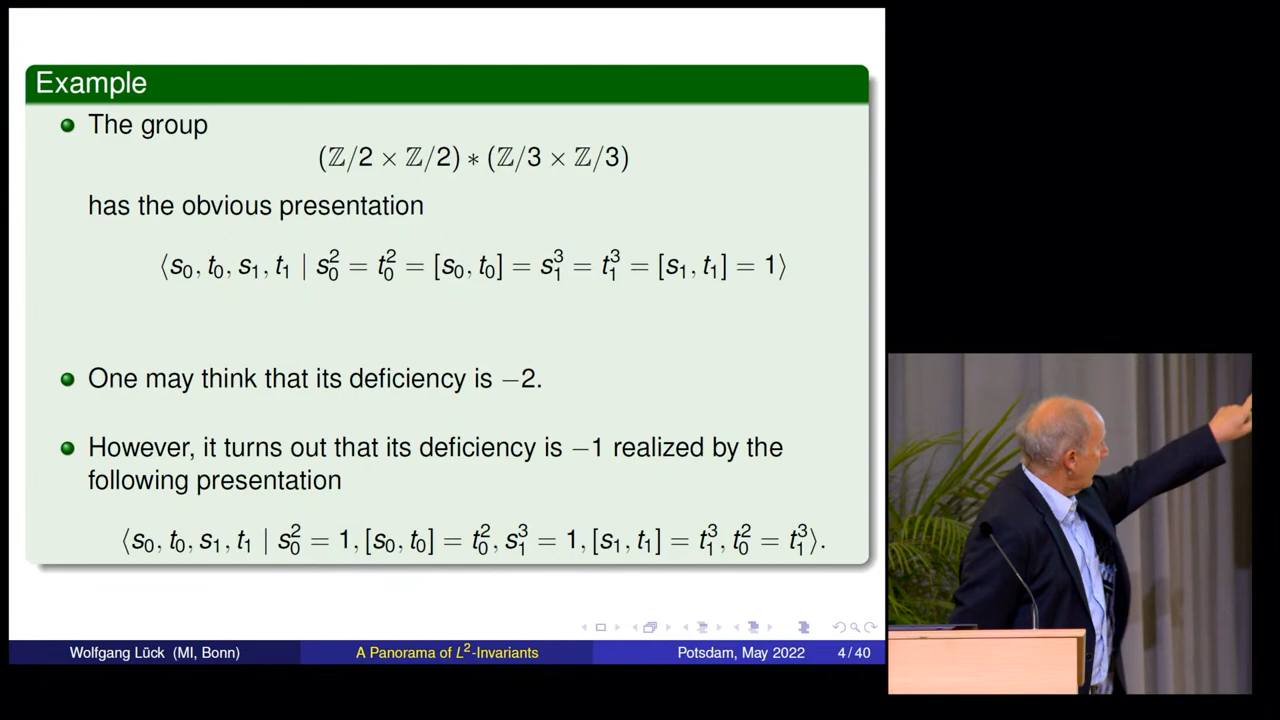 Example
The group
(ℤ/2 × ℤ/2) ∗ (ℤ/3 × ℤ/3)
has the obvious presentation
⟨s₀, t₀, s₁, t₁ | s₀² = t₀² = [s₀, t₀] = s₁³ = t₁³ = [s₁, t₁] = 1⟩
One may think that its deficiency is −2.
However, it turns out that its deficiency is −1 realized by the
following presentation
⟨s₀, t₀, s₁, t₁ | s₀² = 1, [s₀, t₀] = t₀², s₁³ = 1, [s₁, t₁] = t₁³, t₀² = t₁³⟩.
Wolfgang Lück (MI, Bonn) A Panorama of L²-Invariants Potsdam, May 2022 4 / 40